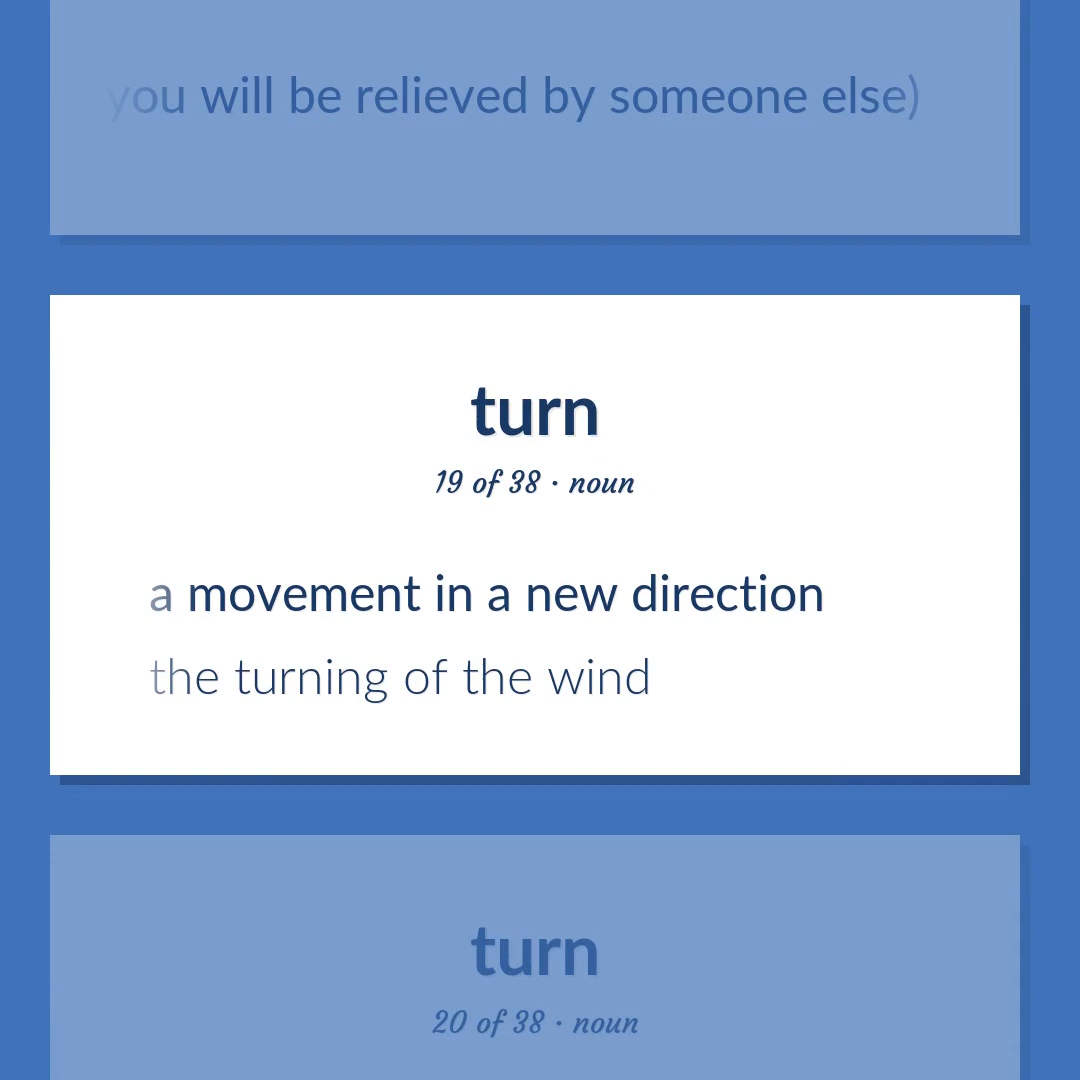 you will be relieved by someone else)
turn
19 of 38 · noun
a movement in a new direction
the turning of the wind
turn
20 of 38 · noun